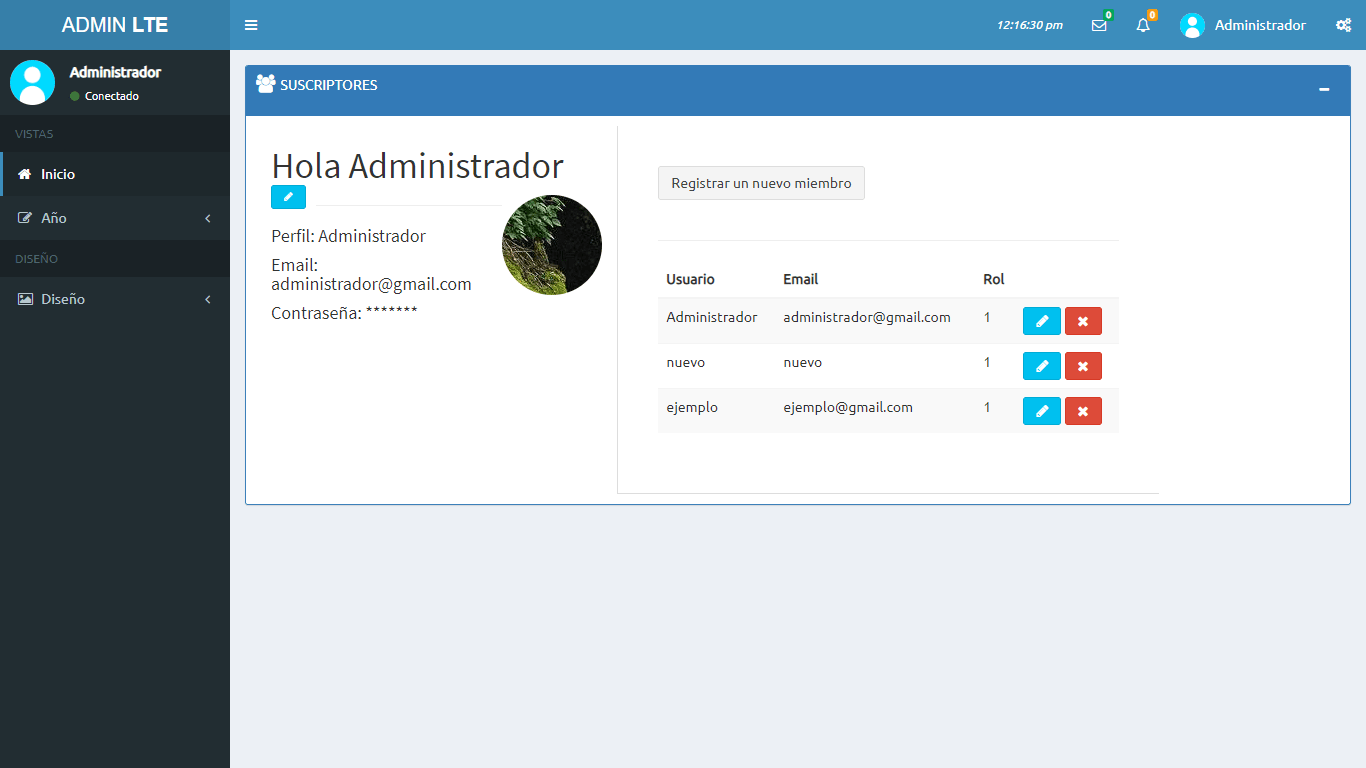 ADMIN LTE
12:16:30 pm
0
0
Administrador
Administrador
Conectado
VISTAS
Inicio
Año
DISEÑO
Diseño
SUSCRIPTORES
Hola Administrador
Perfil: Administrador
Email:
administrador@gmail.com
Contraseña: *******
Registrar un nuevo miembro
Usuario Email Rol
Administrador administrador@gmail.com 1
nuevo nuevo 1
ejemplo ejemplo@gmail.com 1